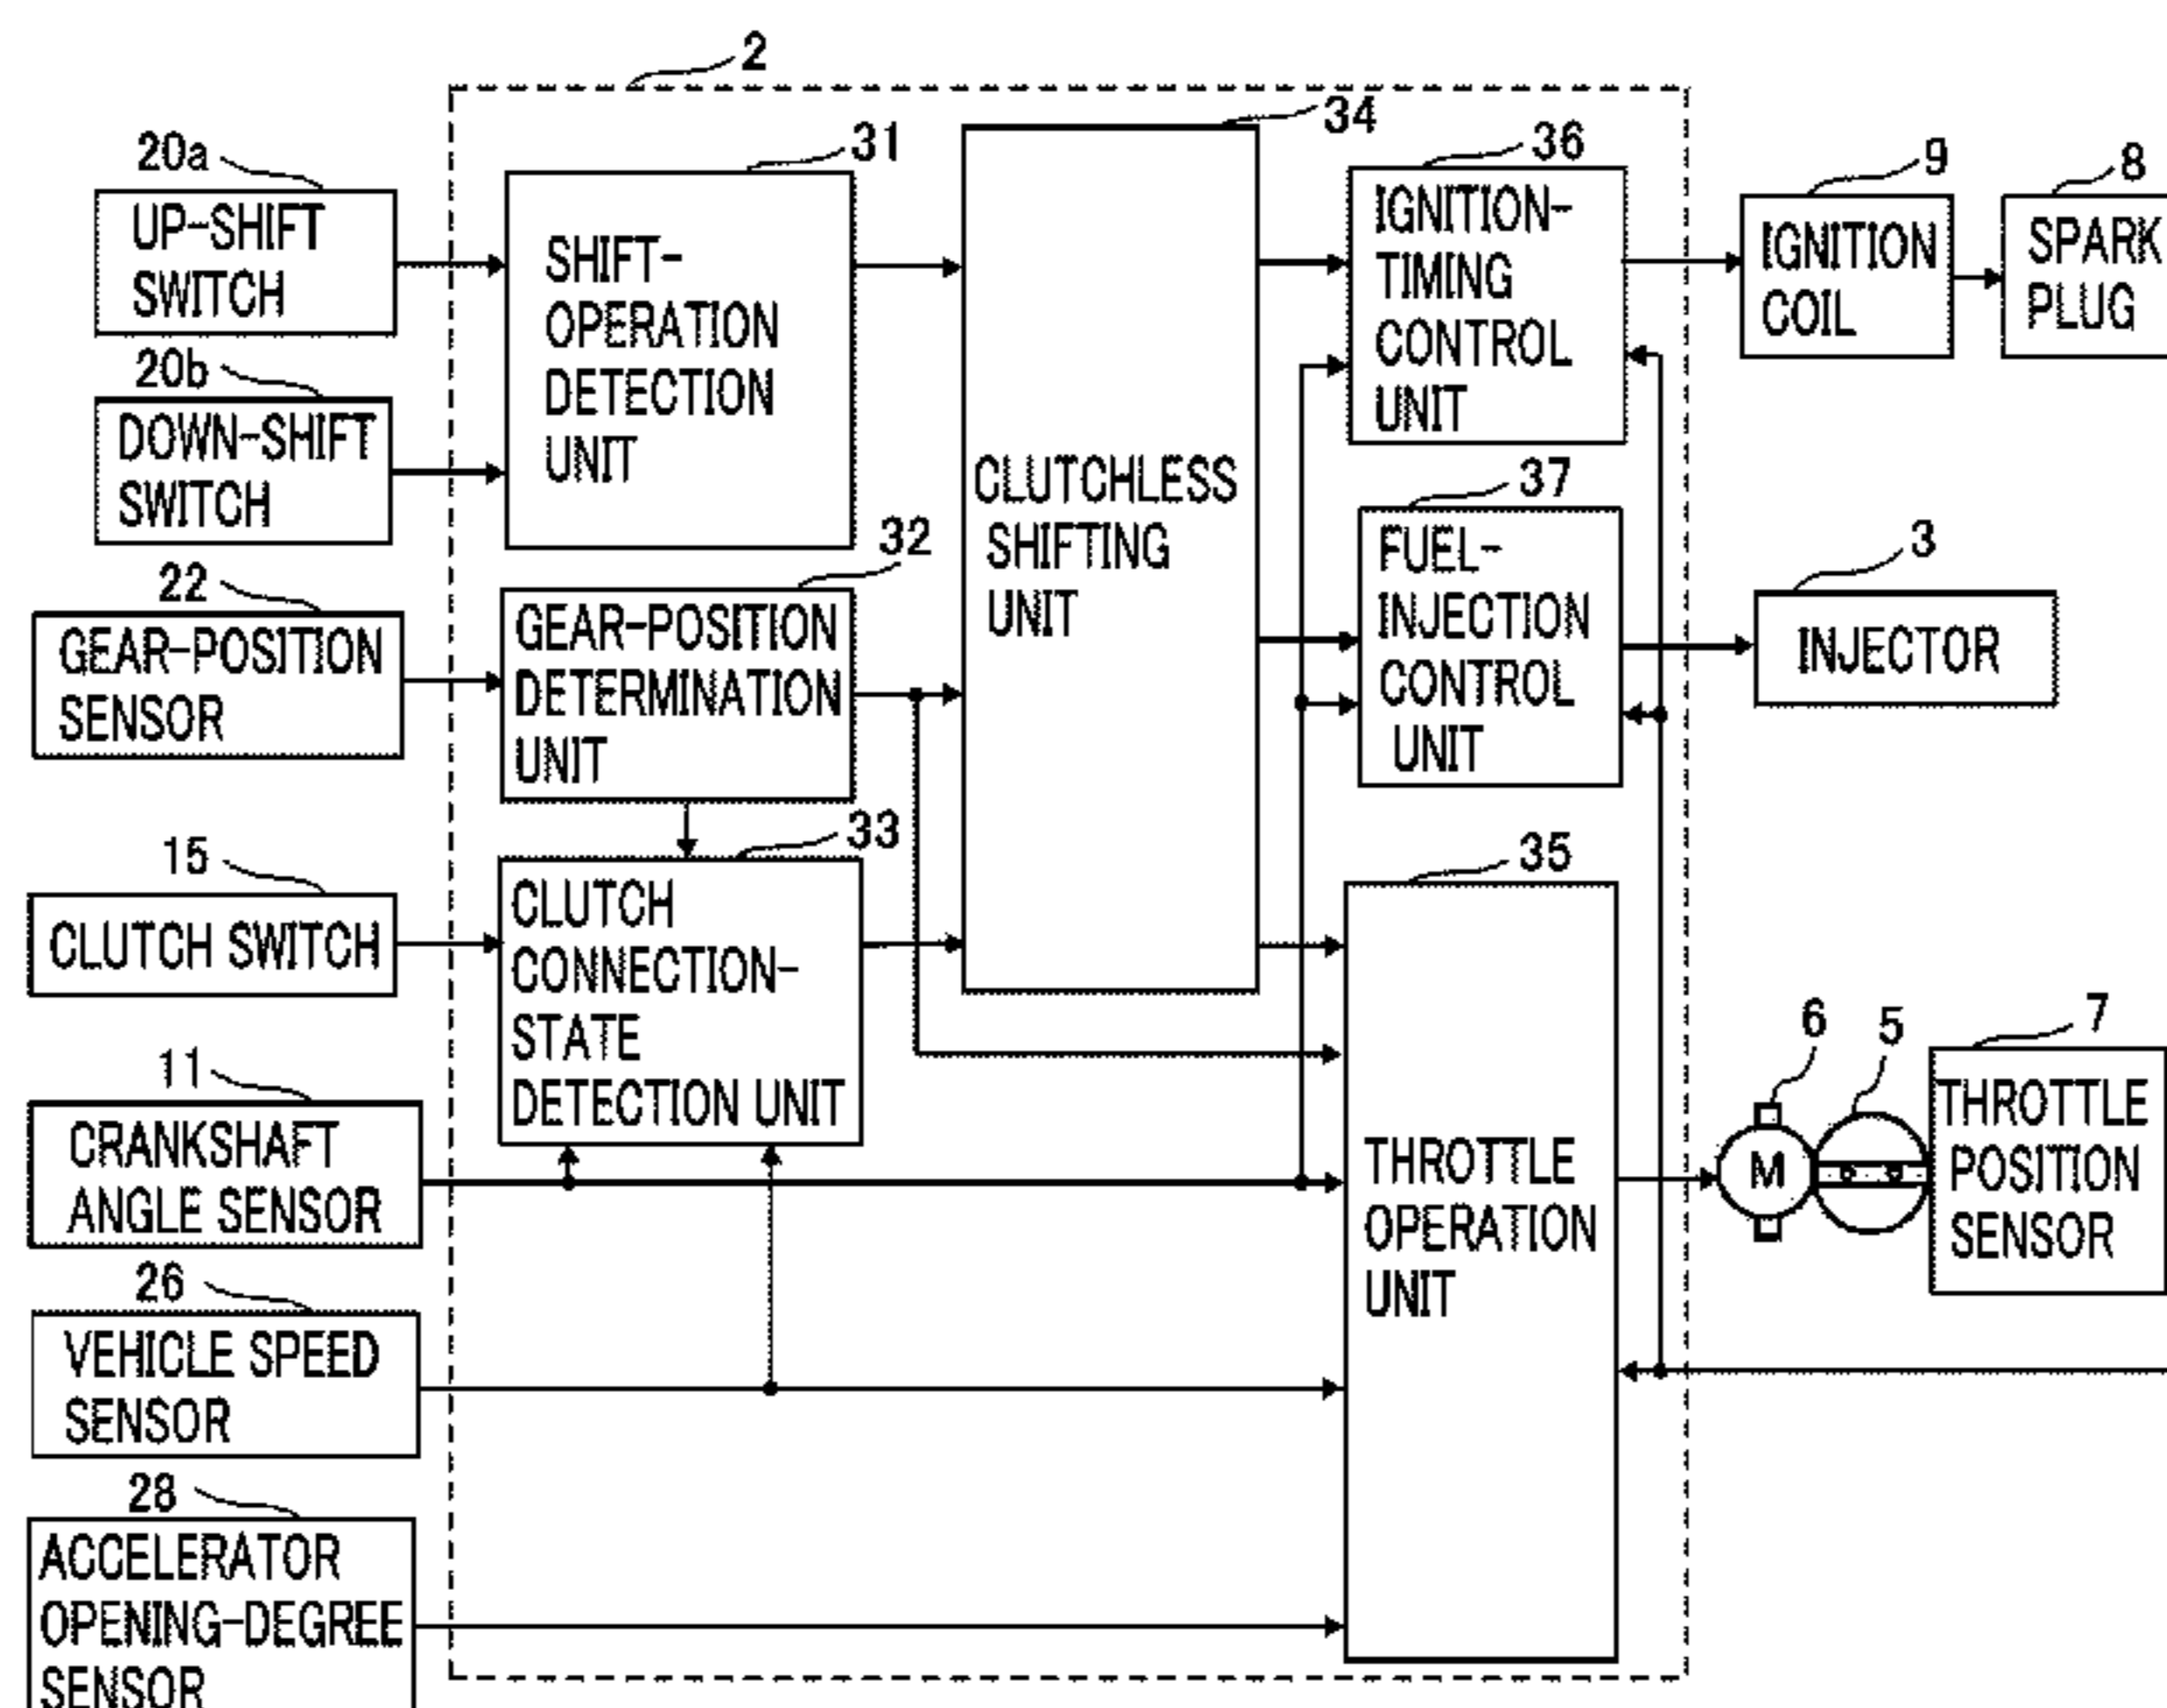 2
20a
UP-SHIFT
SWITCH
20b
DOWN-SHIFT
SWITCH
22
GEAR-POSITION
SENSOR
15
CLUTCH SWITCH
11
CRANKSHAFT
ANGLE SENSOR
26
VEHICLE SPEED
SENSOR
28
ACCELERATOR
OPENING-DEGREE
SENSOR
31
SHIFT-
OPERATION
DETECTION
UNIT
32
GEAR-POSITION
DETERMINATION
UNIT
33
CLUTCH
CONNECTION-
STATE
DETECTION UNIT
34
CLUTCHLESS
SHIFTING
UNIT
36
IGNITION-
TIMING
CONTROL
UNIT
37
FUEL-
INJECTION
CONTROL
UNIT
35
THROTTLE
OPERATION
UNIT
9
IGNITION
COIL
8
SPARK
PLUG
3
INJECTOR
6
M
5
7
THROTTLE
POSITION
SENSOR